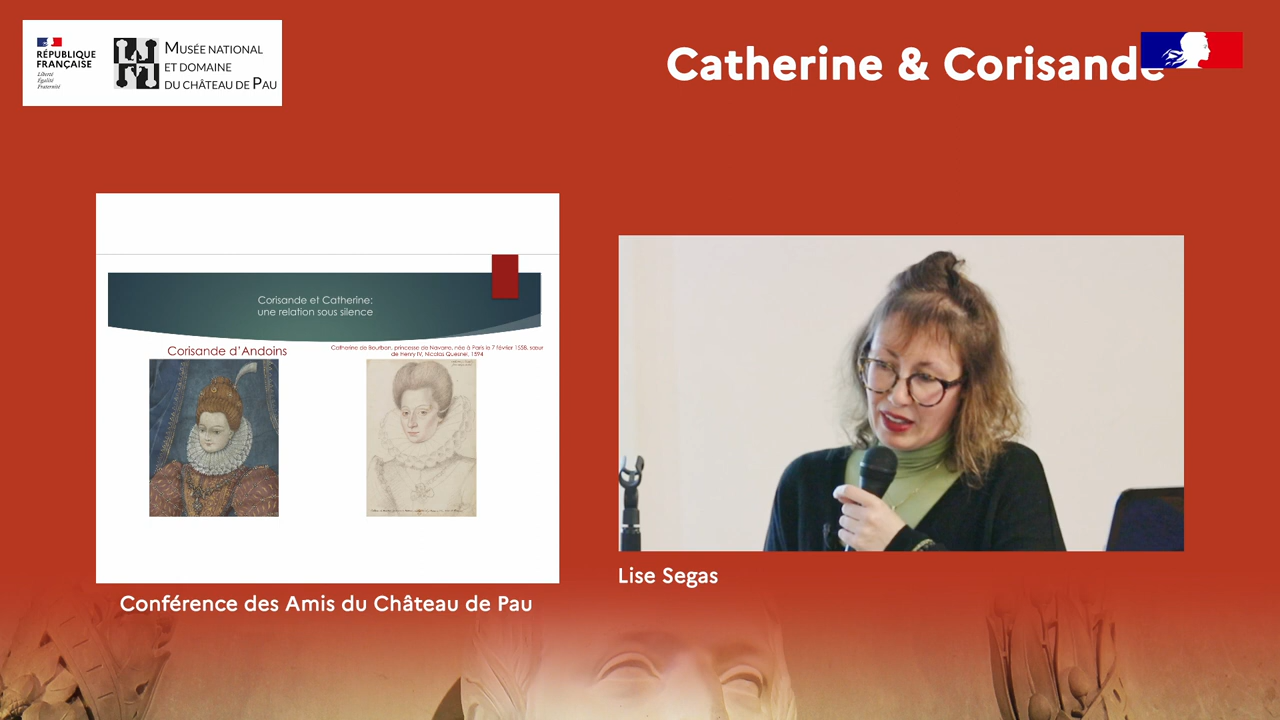 RÉPUBLIQUE
FRANÇAISE
Liberté
Égalité
Fraternité
MUSÉE NATIONAL
ET DOMAINE
DU CHÂTEAU DE PAU
Catherine & Corisande
Corisande et Catherine:
une relation sous silence
Corisande d'Andoins
Catherine de Bourbon, princesse de Navarre, née à Paris le 7 février 1558, sœur
de Henry IV, Nicolas Quesnel, 1594
Lise Segas
Conférence des Amis du Château de Pau